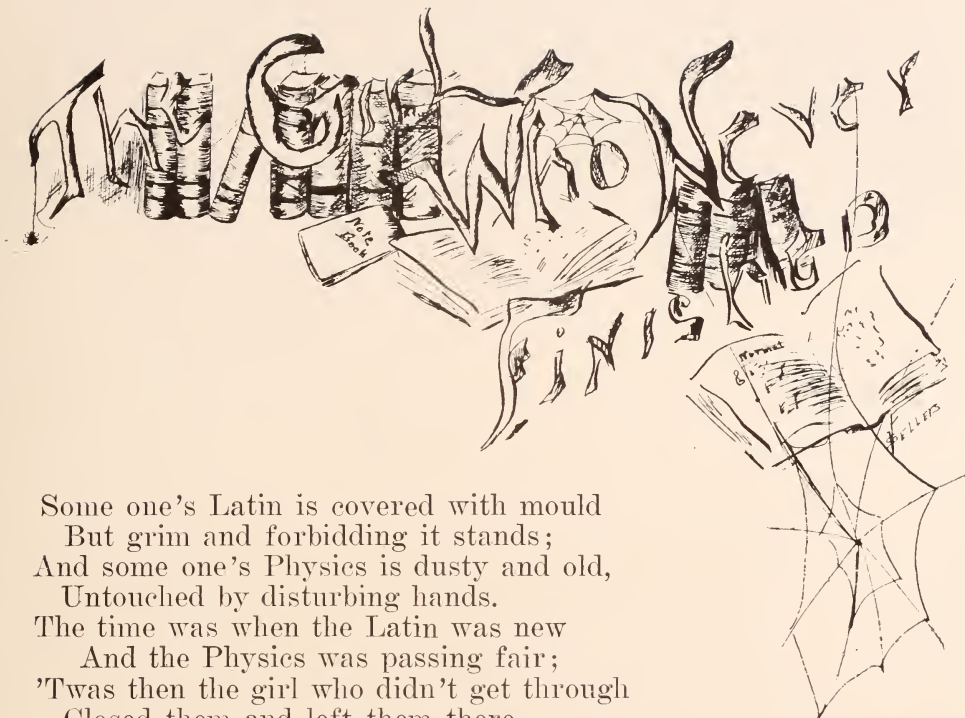 The Girl Who Never
FiNiSHED
Note
Book
Normal
&
SELLERS
Some one's Latin is covered with mould
But grim and forbidding it stands;
And some one's Physics is dusty and old,
Untouched by disturbing hands.
The time was when the Latin was new
And the Physics was passing fair;
'Twas then the girl who didn't get through
Closed them and left them there